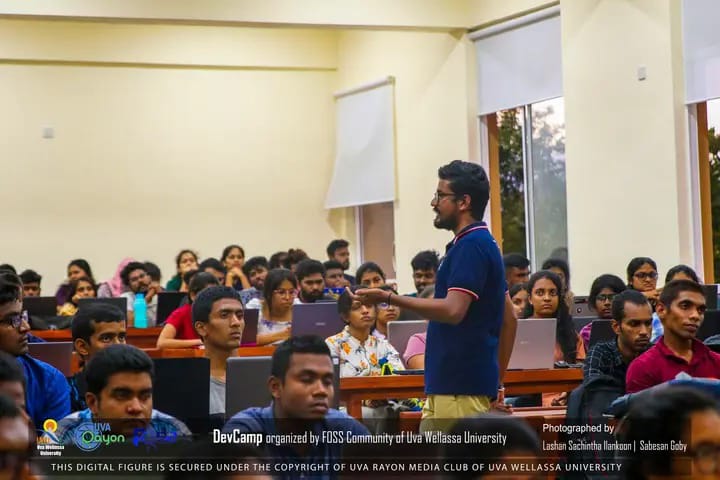 DevCamp organized by FOSS Community of Uva Wellassa University
Photographed by
Lashan Sachintha Ilankoon | Sabesan Goby
Uva Wellassa
University
UVA
Rayon
THIS DIGITAL FIGURE IS SECURED UNDER THE COPYRIGHT OF UVA RAYON MEDIA CLUB OF UVA WELLASSA UNIVERSITY